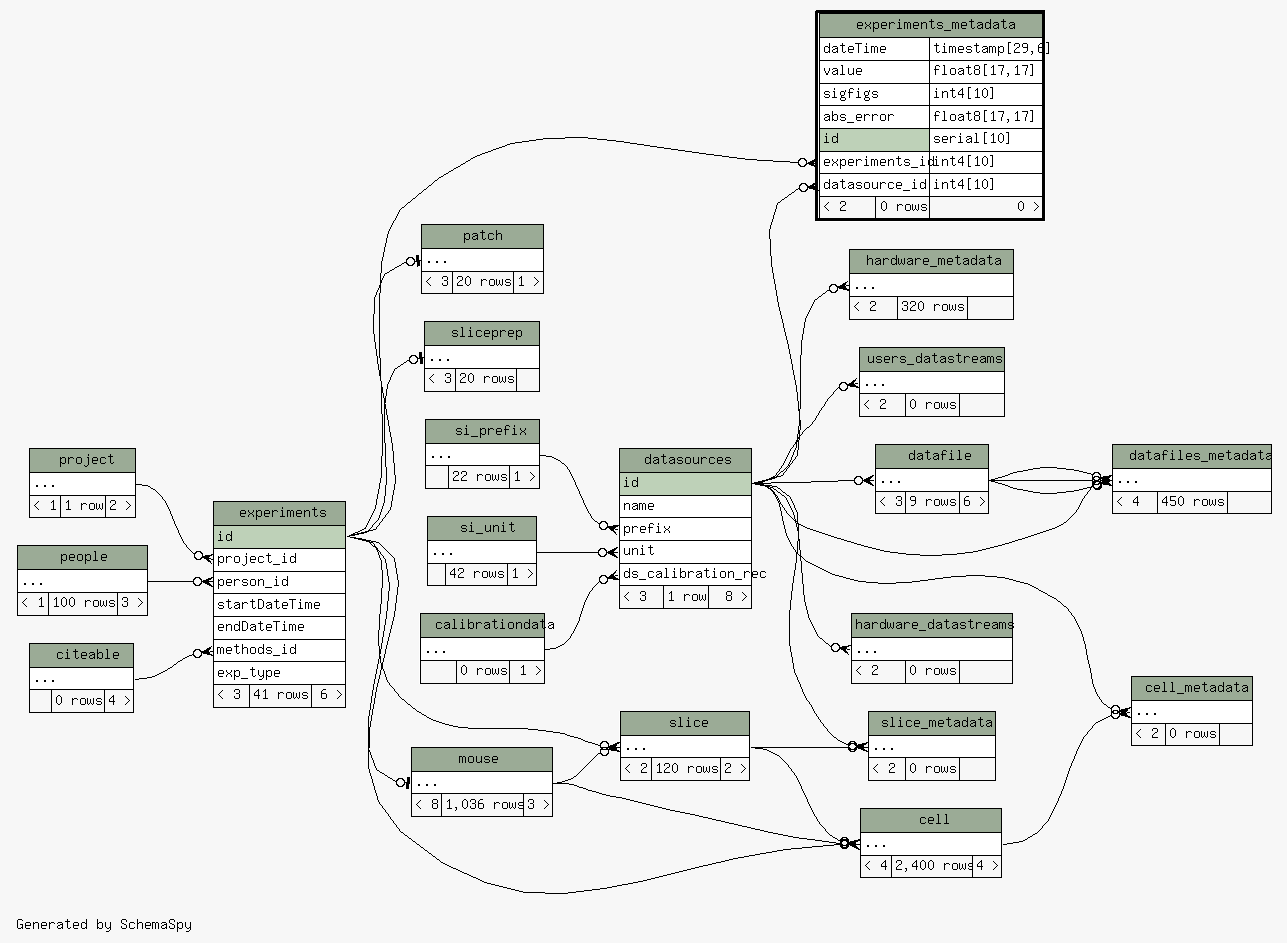 experiments_metadata
dateTime timestamp[29,6]
value float8[17,17]
sigfigs int4[10]
abs_error float8[17,17]
id serial[10]
experiments_id int4[10]
datasource_id int4[10]
< 2 0 rows 0 >
patch
...
< 3 20 rows 1 >
hardware_metadata
...
< 2 320 rows
sliceprep
...
< 3 20 rows
users_datastreams
...
< 2 0 rows
si_prefix
...
22 rows 1 >
project
...
< 1 1 row 2 >
datasources
id
name
prefix
unit
ds_calibration_rec
< 3 1 row 8 >
datafile
...
< 3 9 rows 6 >
datafiles_metadata
...
< 4 450 rows
experiments
id
project_id
person_id
startDateTime
endDateTime
methods_id
exp_type
< 3 41 rows 6 >
si_unit
...
42 rows 1 >
people
...
< 1 100 rows 3 >
calibrationdata
...
0 rows 1 >
hardware_datastreams
...
< 2 0 rows
citeable
...
0 rows 4 >
cell_metadata
...
< 2 0 rows
slice
...
< 2 120 rows 2 >
slice_metadata
...
< 2 0 rows
mouse
...
< 8 1,036 rows 3 >
cell
...
< 4 2,400 rows 4 >
Generated by SchemaSpy